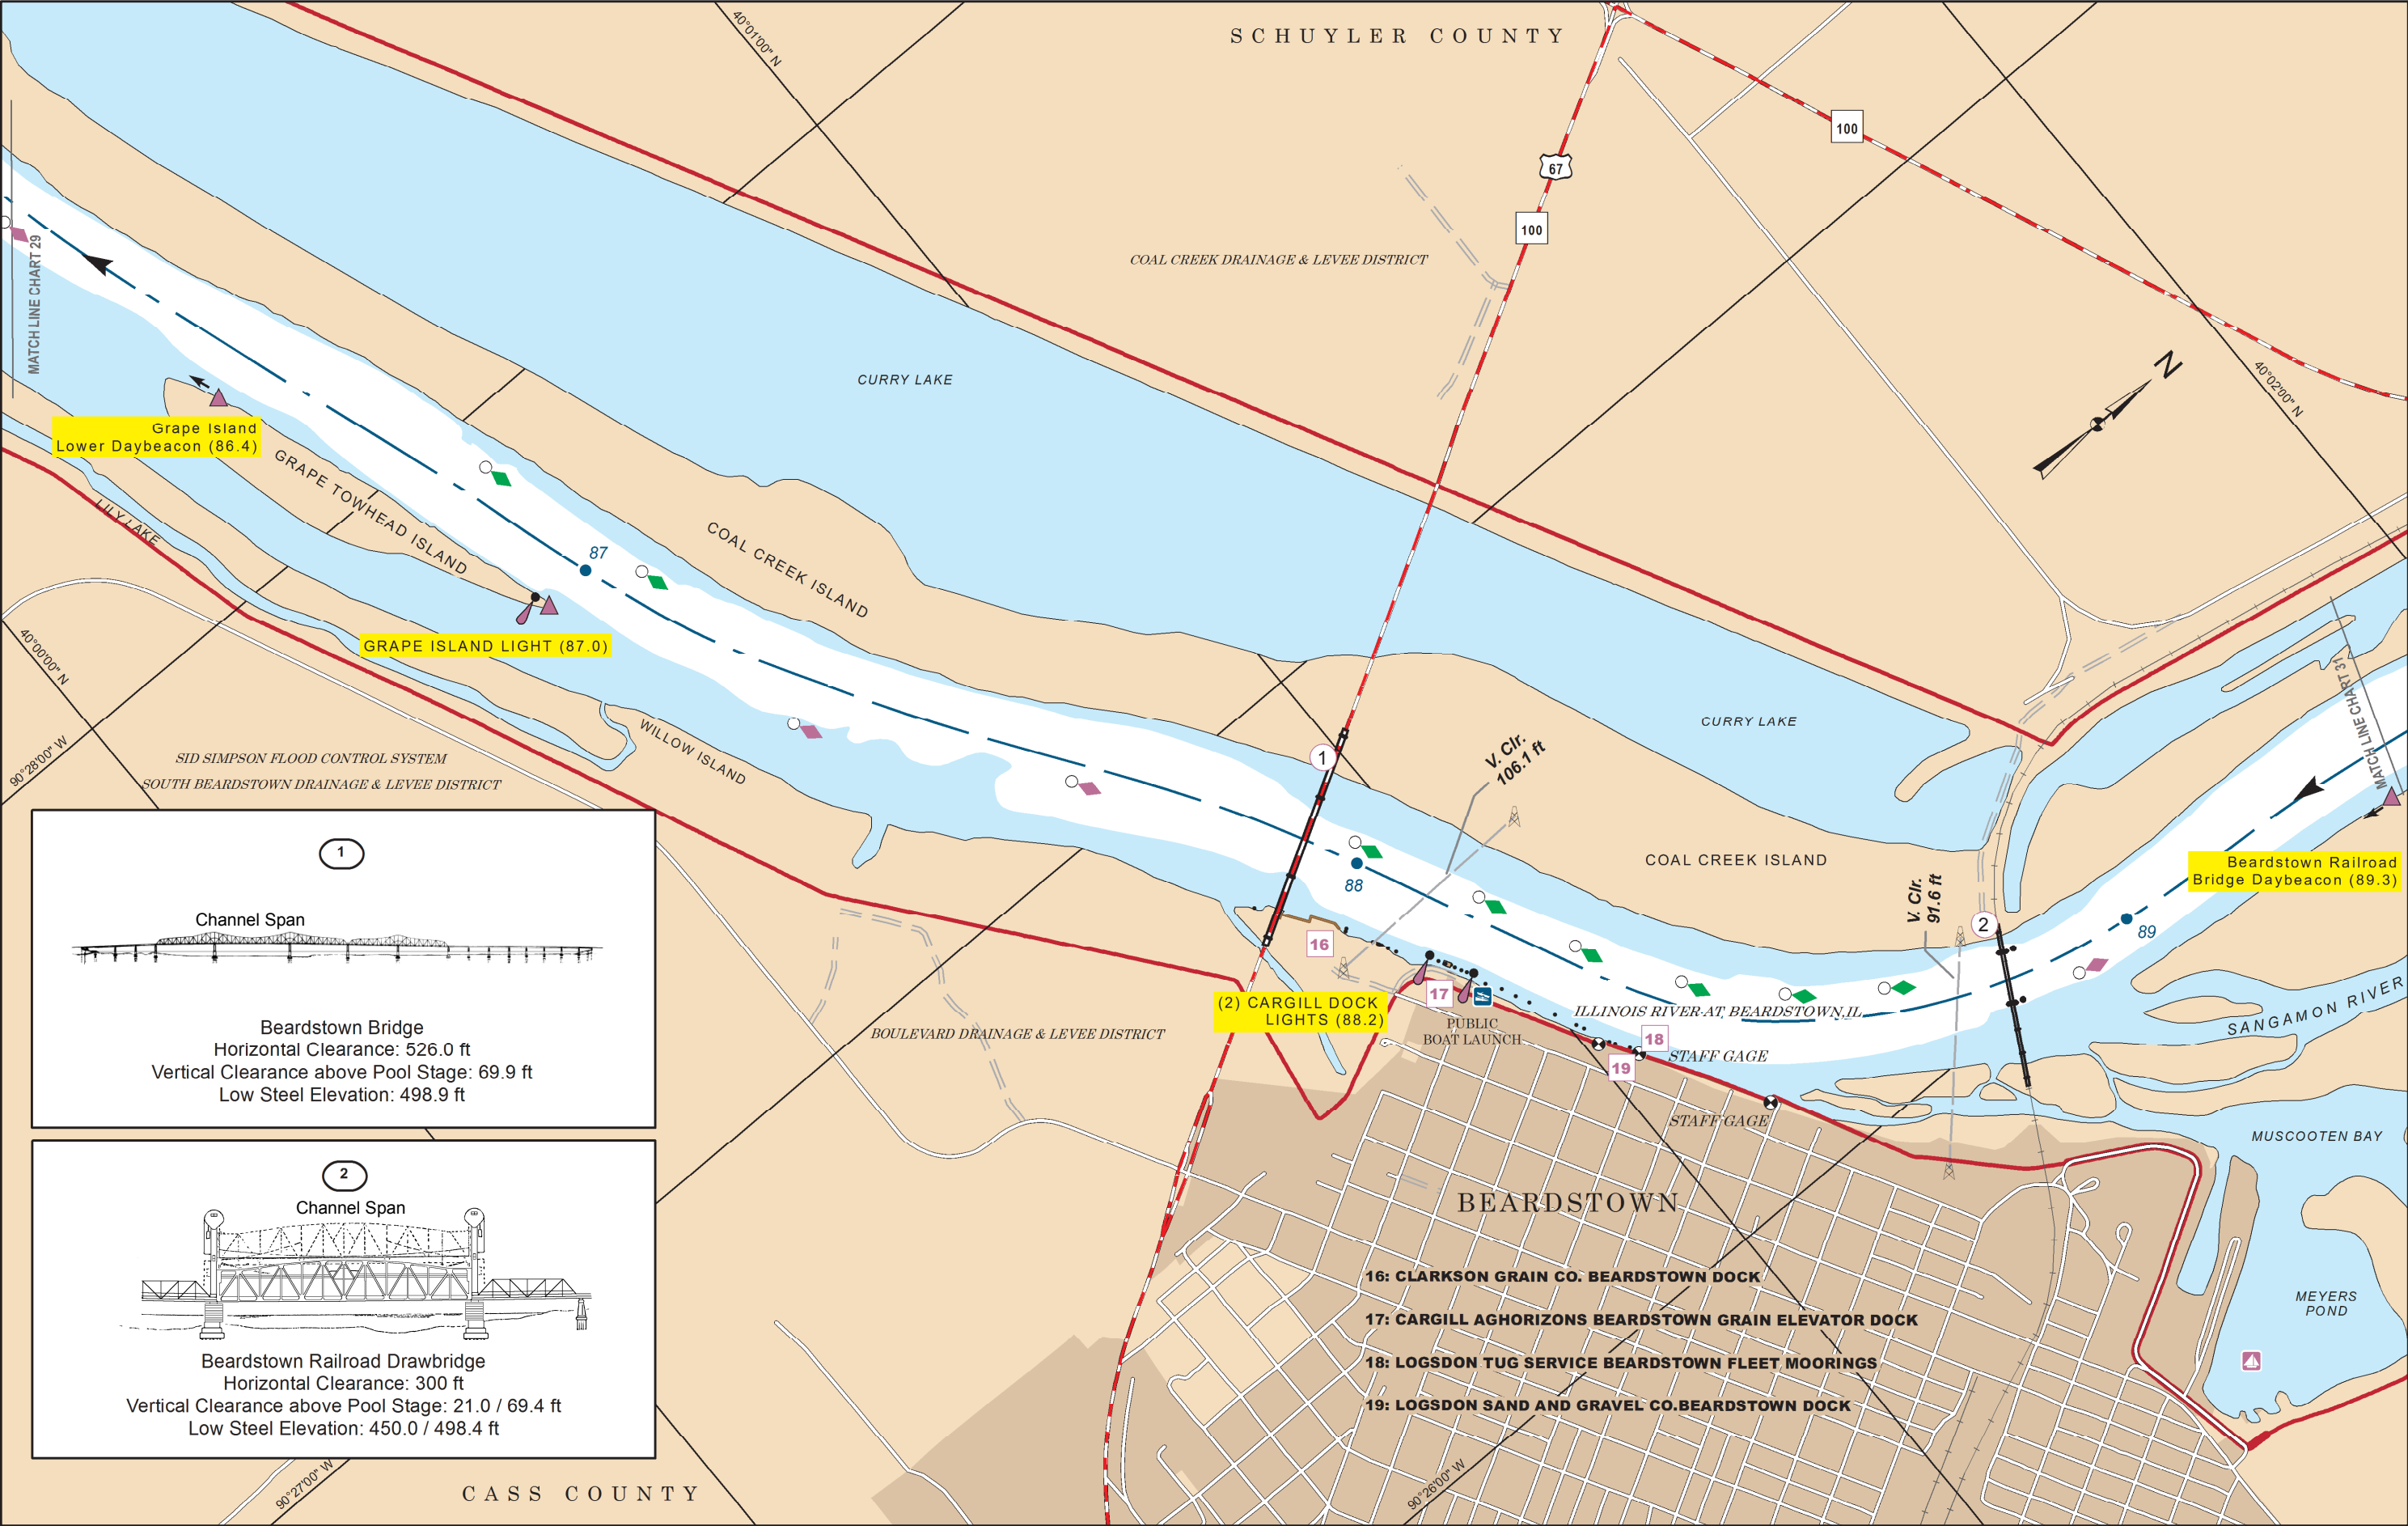 SCHUYLER COUNTY
40°01'00" N
100
67
100
MATCH LINE CHART 29
COAL CREEK DRAINAGE & LEVEE DISTRICT
N
40°02'00" N
CURRY LAKE
Grape Island
Lower Daybeacon (86.4)
GRAPE TOWHEAD ISLAND
LILY LAKE
87
COAL CREEK ISLAND
GRAPE ISLAND LIGHT (87.0)
40°00'00" N
90°28'00" W
WILLOW ISLAND
SID SIMPSON FLOOD CONTROL SYSTEM
SOUTH BEARDSTOWN DRAINAGE & LEVEE DISTRICT
CURRY LAKE
MATCH LINE CHART 31
1
V. Clr.
106.1 ft
88
COAL CREEK ISLAND
V. Clr.
91.6 ft
2
Beardstown Railroad
Bridge Daybeacon (89.3)
89
SANGAMON RIVER
16
17
(2) CARGILL DOCK
LIGHTS (88.2)
PUBLIC
BOAT LAUNCH
ILLINOIS RIVER AT, BEARDSTOWN,IL
18
STAFF GAGE
19
BOULEVARD DRAINAGE & LEVEE DISTRICT
STAFF GAGE
MUSCOOTEN BAY
MEYERS
POND
BEARDSTOWN
16: CLARKSON GRAIN CO. BEARDSTOWN DOCK
17: CARGILL AGHORIZONS BEARDSTOWN GRAIN ELEVATOR DOCK
18: LOGSDON TUG SERVICE BEARDSTOWN FLEET MOORINGS
19: LOGSDON SAND AND GRAVEL CO.BEARDSTOWN DOCK
1
Channel Span
Beardstown Bridge
Horizontal Clearance: 526.0 ft
Vertical Clearance above Pool Stage: 69.9 ft
Low Steel Elevation: 498.9 ft
2
Channel Span
Beardstown Railroad Drawbridge
Horizontal Clearance: 300 ft
Vertical Clearance above Pool Stage: 21.0 / 69.4 ft
Low Steel Elevation: 450.0 / 498.4 ft
90°27'00" W
CASS COUNTY
90°26'00" W